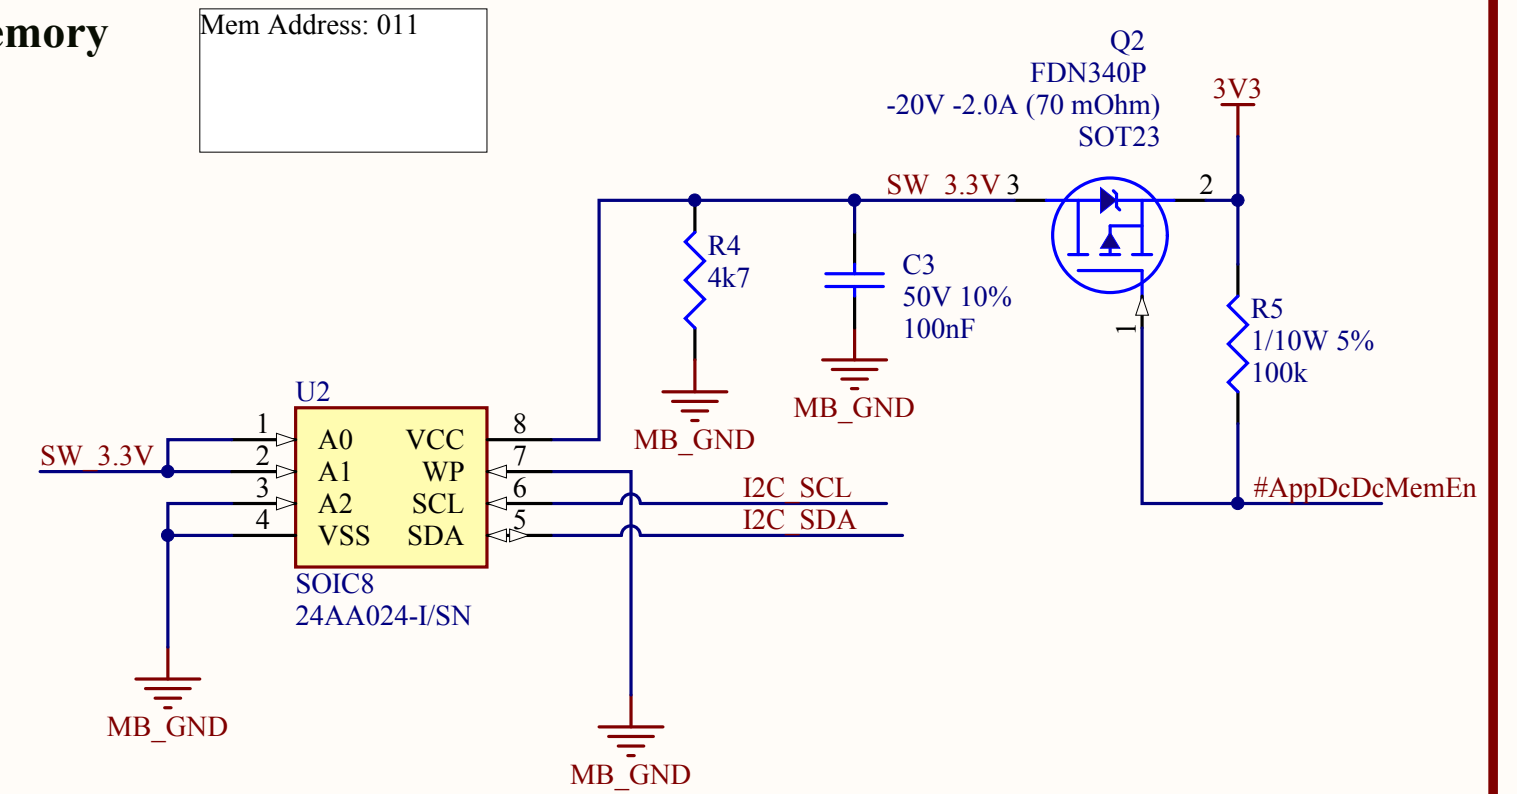 emory
Mem Address: 011
Q2
FDN340P
-20V -2.0A (70 mOhm)
SOT23
3V3
SW_3.3V
3
2
1
R4
4k7
MB_GND
C3
50V 10%
100nF
MB_GND
R5
1/10W 5%
100k
#AppDcDcMemEn
U2
SW_3.3V
1
2
3
4
A0
A1
A2
VSS
VCC
WP
SCL
SDA
8
7
6
5
I2C_SCL
I2C_SDA
SOIC8
24AA024-I/SN
MB_GND
MB_GND